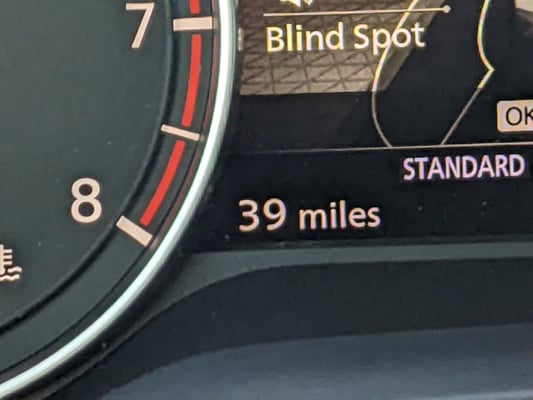 7
Blind Spot
OK
STANDARD
8
39 miles